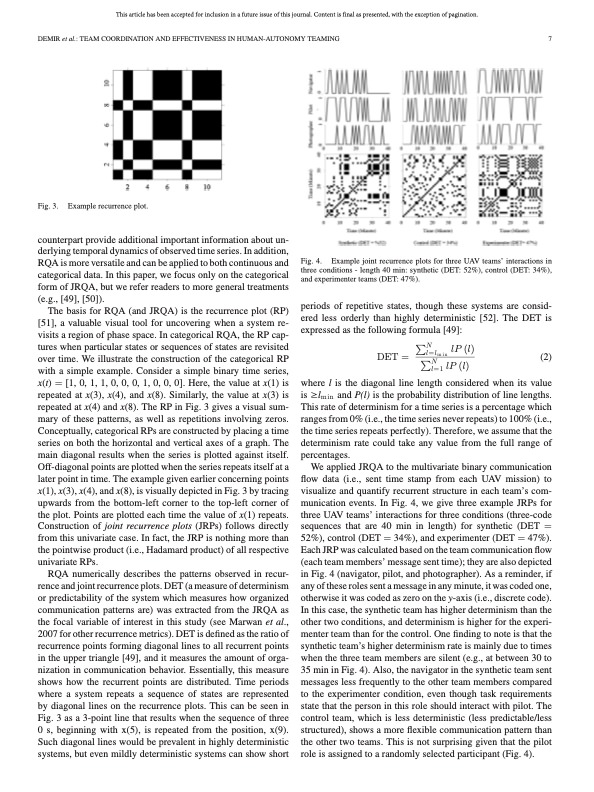 This article has been accepted for inclusion in a future issue of this journal. Content is final as presented, with the exception of pagination.
DEMIR et al.: TEAM COORDINATION AND EFFECTIVENESS IN HUMAN-AUTONOMY TEAMING
7
10
8
6
4
2
2 4 6 8 10
Fig. 3. Example recurrence plot.
counterpart provide additional important information about un-
derlying temporal dynamics of observed time series. In addition,
RQA is more versatile and can be applied to both continuous and
categorical data. In this paper, we focus only on the categorical
form of JRQA, but we refer readers to more general treatments
(e.g., [49], [50]).
The basis for RQA (and JRQA) is the recurrence plot (RP)
[51], a valuable visual tool for uncovering when a system re-
visits a region of phase space. In categorical RQA, the RP cap-
tures when particular states or sequences of states are revisited
over time. We illustrate the construction of the categorical RP
with a simple example. Consider a simple binary time series,
x(t) = [1, 0, 1, 1, 0, 0, 0, 1, 0, 0, 0]. Here, the value at x(1) is
repeated at x(3), x(4), and x(8). Similarly, the value at x(3) is
repeated at x(4) and x(8). The RP in Fig. 3 gives a visual sum-
mary of these patterns, as well as repetitions involving zeros.
Conceptually, categorical RPs are constructed by placing a time
series on both the horizontal and vertical axes of a graph. The
main diagonal results when the series is plotted against itself.
Off-diagonal points are plotted when the series repeats itself at a
later point in time. The example given earlier concerning points
x(1), x(3), x(4), and x(8), is visually depicted in Fig. 3 by tracing
upwards from the bottom-left corner to the top-left corner of
the plot. Points are plotted each time the value of x(1) repeats.
Construction of joint recurrence plots (JRPs) follows directly
from this univariate case. In fact, the JRP is nothing more than
the pointwise product (i.e., Hadamard product) of all respective
univariate RPs.
RQA numerically describes the patterns observed in recur-
rence and joint recurrence plots. DET (a measure of determinism
or predictability of the system which measures how organized
communication patterns are) was extracted from the JRQA as
the focal variable of interest in this study (see Marwan et al.,
2007 for other recurrence metrics). DET is defined as the ratio of
recurrence points forming diagonal lines to all recurrent points
in the upper triangle [49], and it measures the amount of orga-
nization in communication behavior. Essentially, this measure
shows how the recurrent points are distributed. Time periods
where a system repeats a sequence of states are represented
by diagonal lines on the recurrence plots. This can be seen in
Fig. 3 as a 3-point line that results when the sequence of three
0 s, beginning with x(5), is repeated from the position, x(9).
Such diagonal lines would be prevalent in highly deterministic
systems, but even mildly deterministic systems can show short
Navigator
Pilot
Photographer
Time (Minute)
Time (Minute) Time (Minute) Time (Minute)
Synthetic (DET = %52) Control (DET = 34%) Experimenter (DET = 47%)
Fig. 4. Example joint recurrence plots for three UAV teams' interactions in
three conditions - length 40 min: synthetic (DET: 52%), control (DET: 34%),
and experimenter teams (DET: 47%).
periods of repetitive states, though these systems are consid-
ered less orderly than highly deterministic [52]. The DET is
expressed as the following formula [49]:
DET = ∑_{l=l_min}^{N} lP (l) / ∑_{l=1}^{N} lP (l) (2)
where l is the diagonal line length considered when its value
is ≥l_min and P(l) is the probability distribution of line lengths.
This rate of determinism for a time series is a percentage which
ranges from 0% (i.e., the time series never repeats) to 100% (i.e.,
the time series repeats perfectly). Therefore, we assume that the
determinism rate could take any value from the full range of
percentages.
We applied JRQA to the multivariate binary communication
flow data (i.e., sent time stamp from each UAV mission) to
visualize and quantify recurrent structure in each team's com-
munication events. In Fig. 4, we give three example JRPs for
three UAV teams' interactions for three conditions (three-code
sequences that are 40 min in length) for synthetic (DET =
52%), control (DET = 34%), and experimenter (DET = 47%).
Each JRP was calculated based on the team communication flow
(each team members' message sent time); they are also depicted
in Fig. 4 (navigator, pilot, and photographer). As a reminder, if
any of these roles sent a message in any minute, it was coded one,
otherwise it was coded as zero on the y-axis (i.e., discrete code).
In this case, the synthetic team has higher determinism than the
other two conditions, and determinism is higher for the experi-
menter team than for the control. One finding to note is that the
synthetic team's higher determinism rate is mainly due to times
when the three team members are silent (e.g., at between 30 to
35 min in Fig. 4). Also, the navigator in the synthetic team sent
messages less frequently to the other team members compared
to the experimenter condition, even though task requirements
state that the person in this role should interact with pilot. The
control team, which is less deterministic (less predictable/less
structured), shows a more flexible communication pattern than
the other two teams. This is not surprising given that the pilot
role is assigned to a randomly selected participant (Fig. 4).